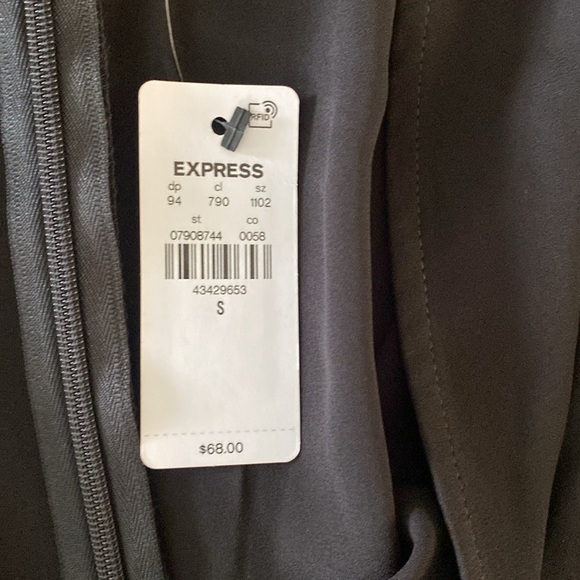 RFID
EXPRESS
dp cl sz
94 790 1102
st co
07908744 0058
43429653
S
$68.00